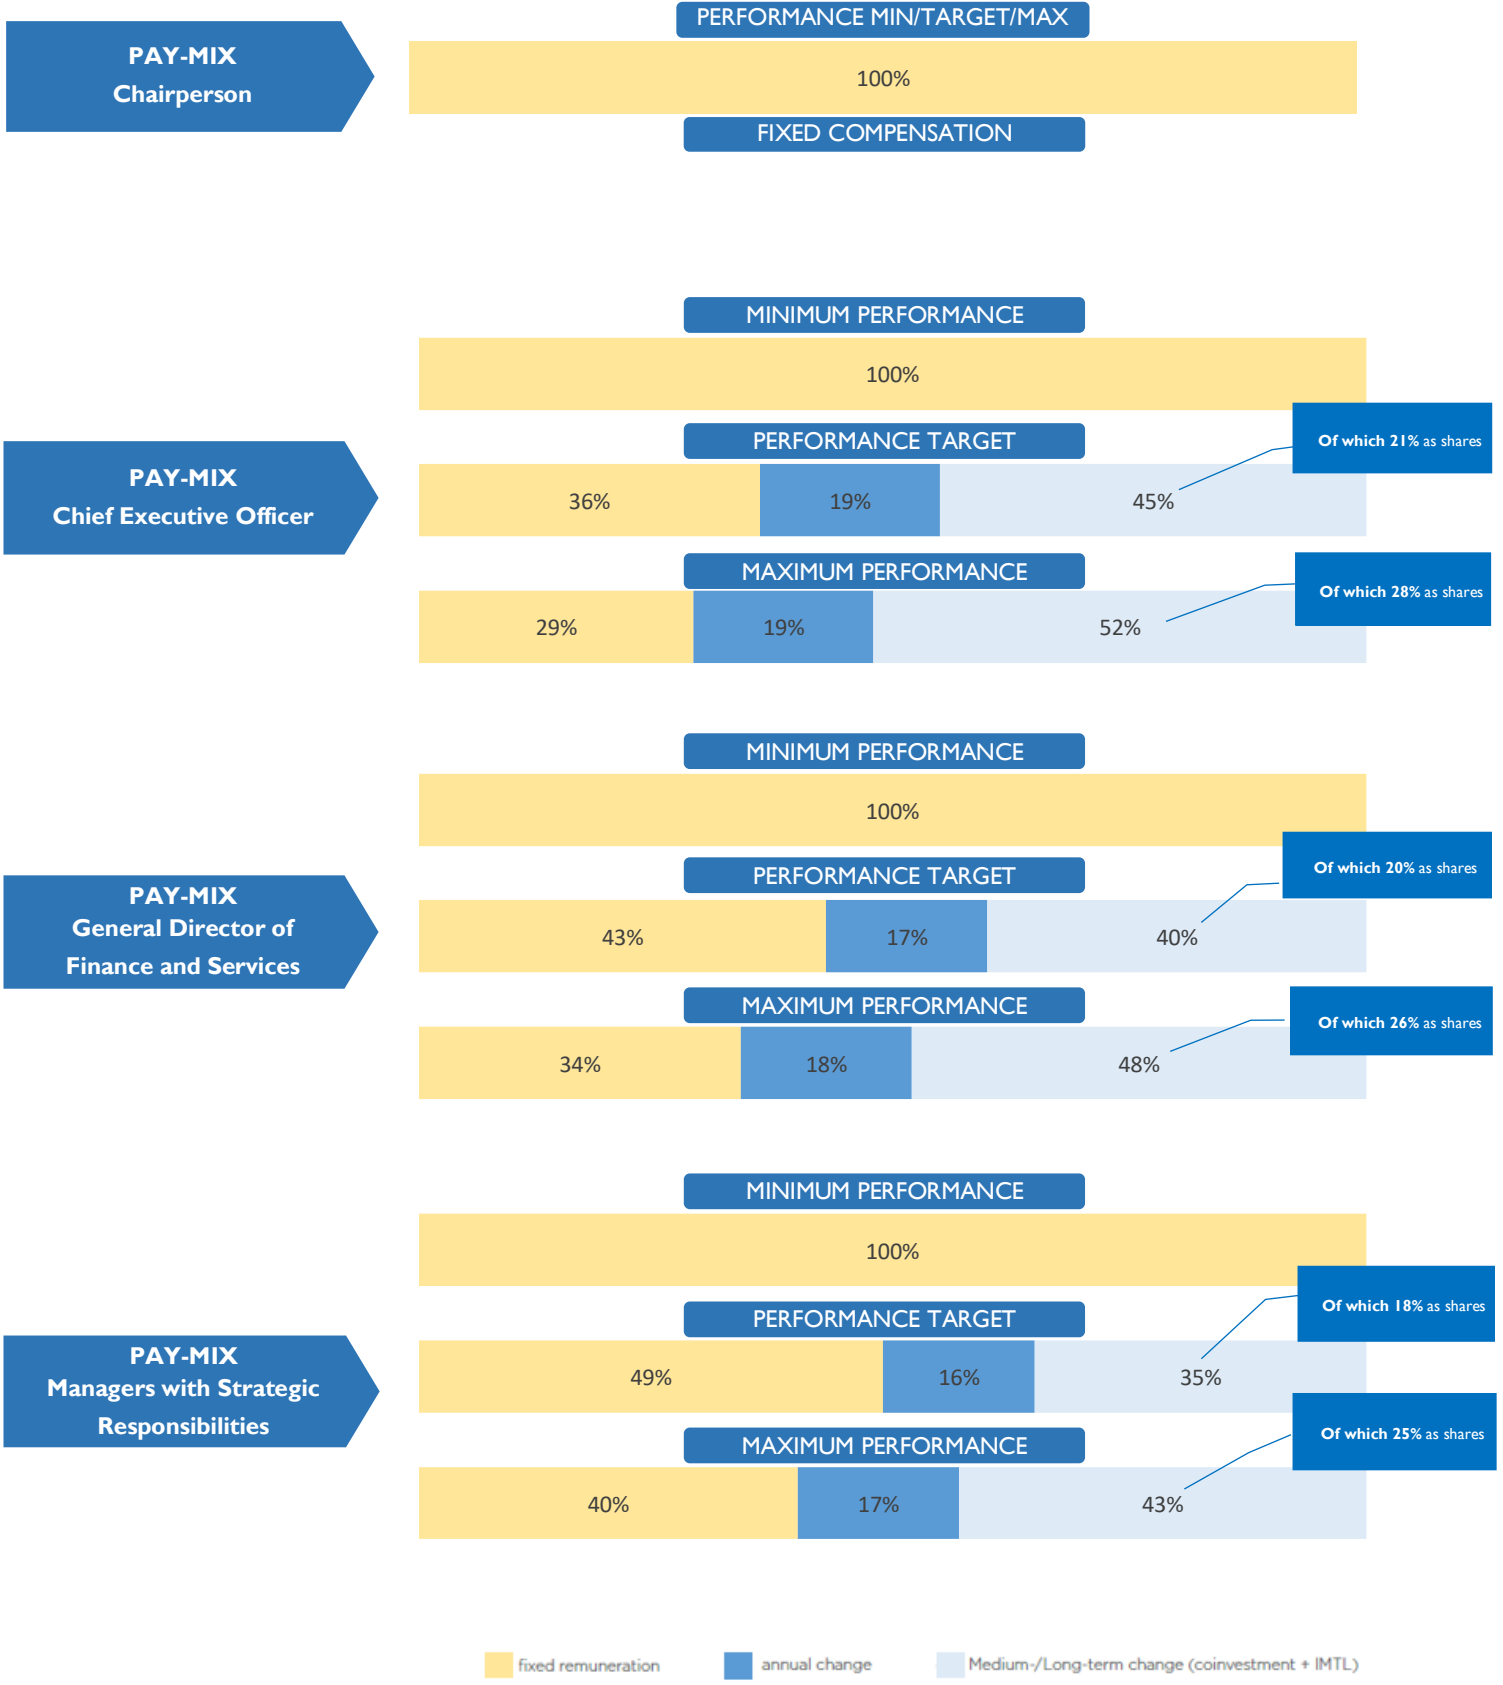 PERFORMANCE MIN/TARGET/MAX
PAY-MIX
Chairperson
100%
FIXED COMPENSATION
MINIMUM PERFORMANCE
100%
PAY-MIX
Chief Executive Officer
PERFORMANCE TARGET
Of which 21% as shares
36%
19%
45%
MAXIMUM PERFORMANCE
Of which 28% as shares
29%
19%
52%
MINIMUM PERFORMANCE
100%
PAY-MIX
General Director of
Finance and Services
PERFORMANCE TARGET
Of which 20% as shares
43%
17%
40%
MAXIMUM PERFORMANCE
Of which 26% as shares
34%
18%
48%
MINIMUM PERFORMANCE
100%
PAY-MIX
Managers with Strategic
Responsibilities
PERFORMANCE TARGET
Of which 18% as shares
49%
16%
35%
MAXIMUM PERFORMANCE
Of which 25% as shares
40%
17%
43%
fixed remuneration
annual change
Medium-/Long-term change (coinvestment + IMTL)